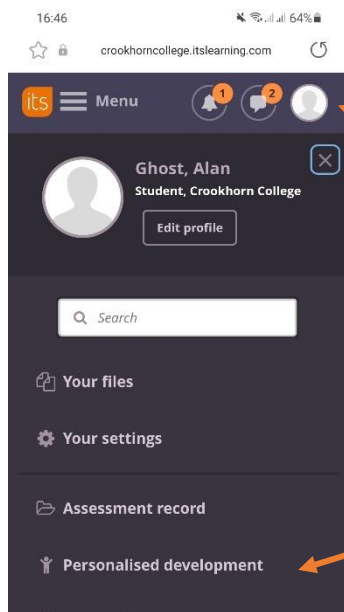 16:46 64%
crookhorncollege.itslearning.com
its Menu 1 2
Ghost, Alan
Student, Crookhorn College
Edit profile
Search
Your files
Your settings
Assessment record
Personalised development